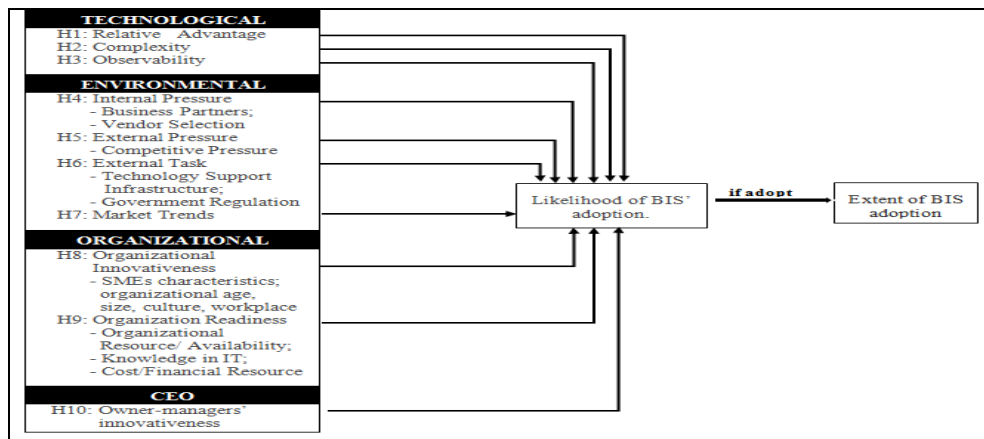 TECHNOLOGICAL
H1: Relative Advantage
H2: Complexity
H3: Observability
ENVIRONMENTAL
H4: Internal Pressure
- Business Partners;
- Vendor Selection
H5: External Pressure
- Competitive Pressure
H6: External Task
- Technology Support
Infrastructure;
- Government Regulation
H7: Market Trends
ORGANIZATIONAL
H8: Organizational
Innovativeness
- SMEs characteristics;
organizational age,
size, culture, workplace
H9: Organization Readiness
- Organizational
Resource/ Availability;
- Knowledge in IT;
- Cost/Financial Resource
CEO
H10: Owner-managers’
innovativeness
Likelihood of BIS’
adoption.
if adopt
Extent of BIS
adoption